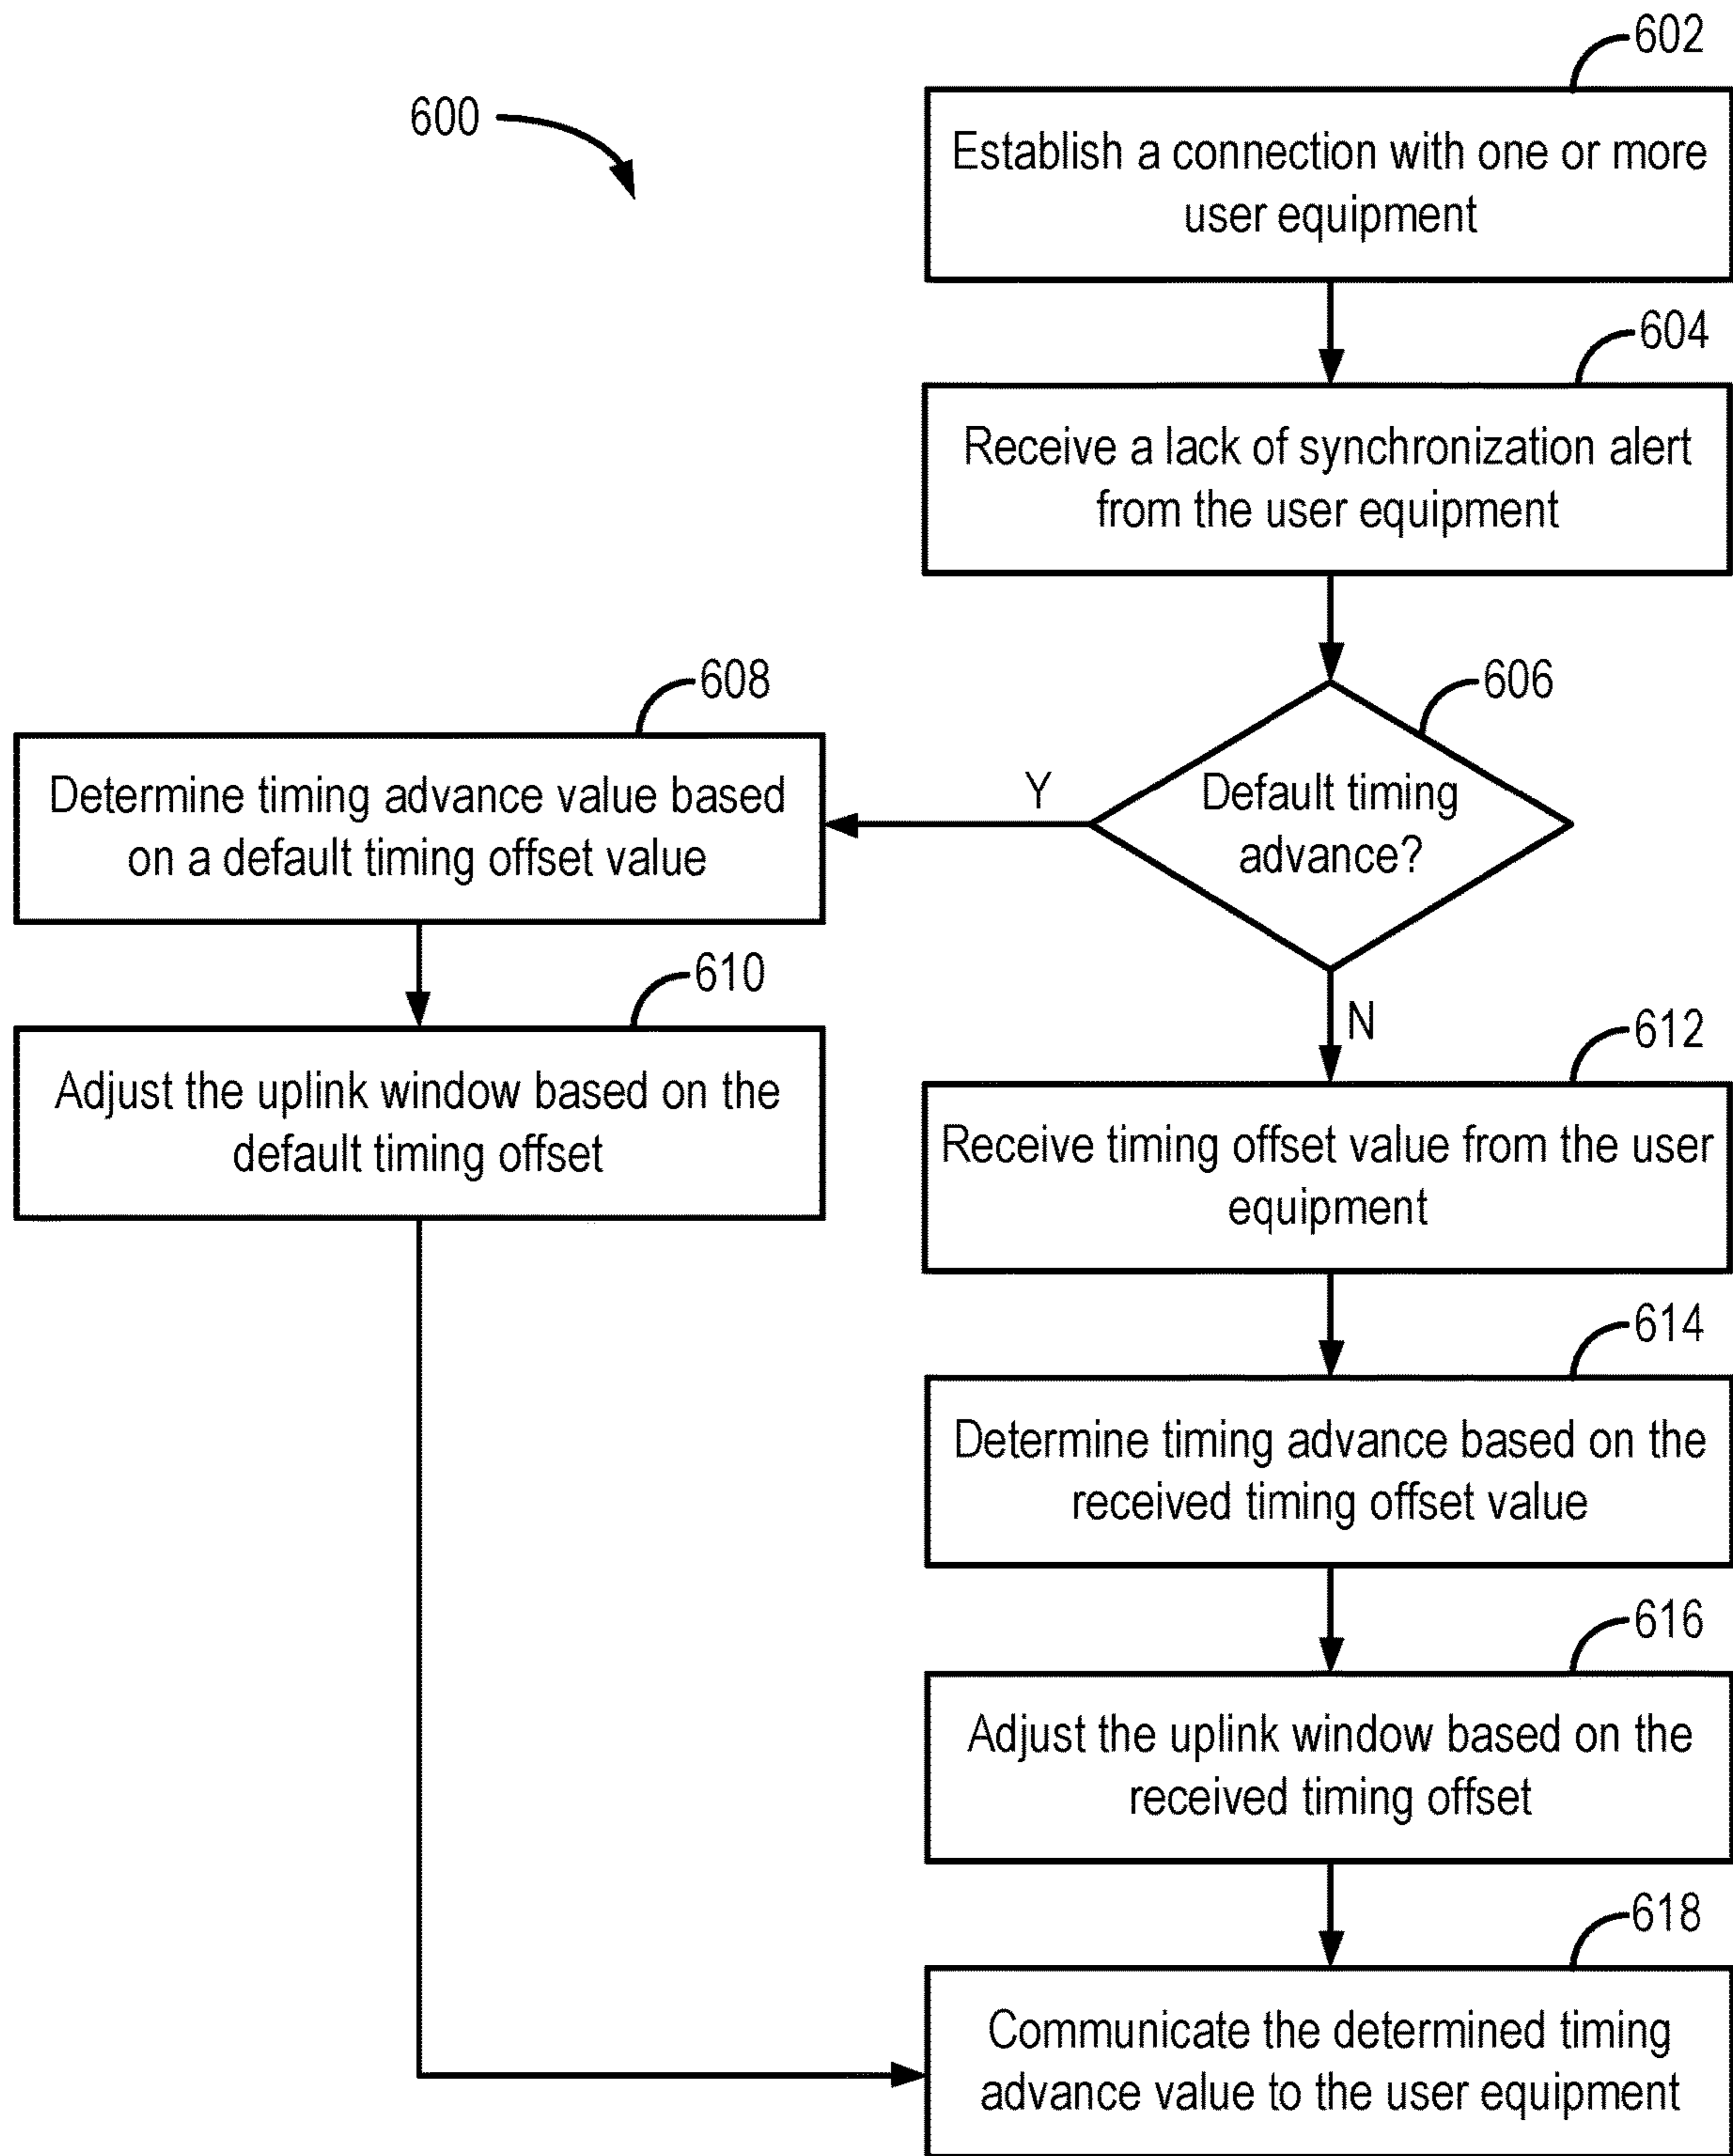 602
600
Establish a connection with one or more
user equipment
604
Receive a lack of synchronization alert
from the user equipment
606
608
Default timing
advance?
Y
Determine timing advance value based
on a default timing offset value
610
N
612
Adjust the uplink window based on the
default timing offset
Receive timing offset value from the user
equipment
614
Determine timing advance based on the
received timing offset value
616
Adjust the uplink window based on the
received timing offset
618
Communicate the determined timing
advance value to the user equipment